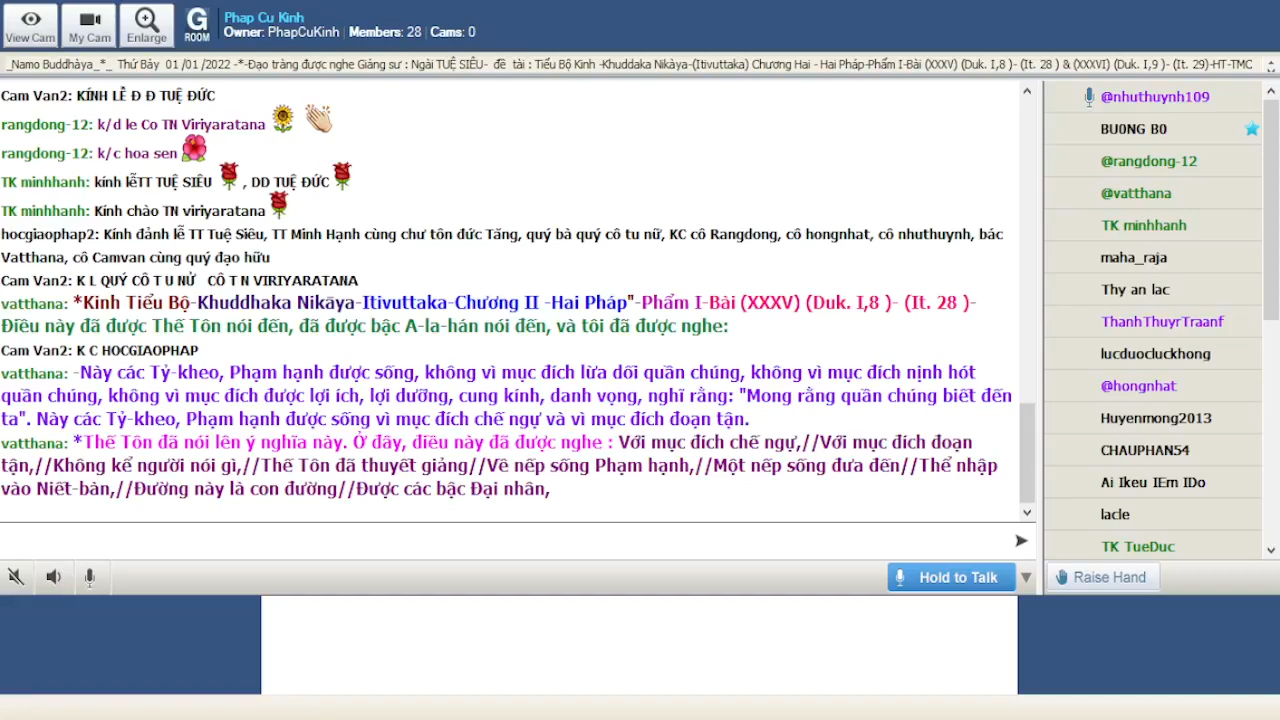 View Cam
My Cam
Enlarge
G
ROOM
Phap Cu Kinh
Owner: PhapCuKinh | Members: 28 | Cams: 0
_Namo Buddhàya_*_ Thứ Bảy 01 /01 /2022 -*-Đạo tràng được nghe Giảng sư : Ngài TUỆ SIÊU- đề tài : Tiểu Bộ Kinh -Khuddaka Nikàya-(Itivuttaka) Chương Hai - Hai Pháp-Phẩm I-Bài (XXXV) (Duk. I,8 )- (It. 28 ) & (XXXVI) (Duk. I,9 )- (It. 29)-HT-TMC
Cam Van2: KÍNH LỄ Đ Đ TUỆ ĐỨC
rangdong-12: k/d le Co TN Viriyaratana
rangdong-12: k/c hoa sen
TK minhhanh: kính lễTT TUỆ SIÊU , DD TUỆ ĐỨC
TK minhhanh: Kính chào TN viriyaratana
hocgiaophap2: Kính đảnh lễ TT Tuệ Siêu, TT Minh Hạnh cùng chư tôn đức Tăng, quý bà quý cô tu nữ, KC cô Rangdong, cô hongnhat, cô nhuthuynh, bác
Vatthana, cô Camvan cùng quý đạo hữu
Cam Van2: K L QUÝ CÔ T U NỬ CÔ T N VIRIYARATANA
vatthana: *Kinh Tiểu Bộ-Khuddhaka Nikāya-Itivuttaka-Chương II -Hai Pháp"-Phẩm I-Bài (XXXV) (Duk. I,8 )- (It. 28 )-
Điều này đã được Thế Tôn nói đến, đã được bậc A-la-hán nói đến, và tôi đã được nghe:
Cam Van2: K C HOCGIAOPHAP
vatthana: -Này các Tỷ-kheo, Phạm hạnh được sống, không vì mục đích lừa dối quần chúng, không vì mục đích nịnh hót
quần chúng, không vì mục đích được lợi ích, lợi dưỡng, cung kính, danh vọng, nghĩ rằng: "Mong rằng quần chúng biết đến
ta". Này các Tỷ-kheo, Phạm hạnh được sống vì mục đích chế ngự và vì mục đích đoạn tận.
vatthana: *Thế Tôn đã nói lên ý nghĩa này. Ở đây, điều này đã được nghe : Với mục đích chế ngự,//Với mục đích đoạn
tận,//Không kể người nói gì,//Thế Tôn đã thuyết giảng//Về nếp sống Phạm hạnh,//Một nếp sống đưa đến//Thể nhập
vào Niết-bàn,//Đường này là con đường//Được các bậc Đại nhân,
@nhuthuynh109
BU0NG B0
@rangdong-12
@vatthana
TK minhhanh
maha_raja
Thy an lac
ThanhThuyrTraanf
lucduocluckhong
@hongnhat
Huyenmong2013
CHAUPHAN54
Ai Ikeu IEm IDo
lacle
TK TueDuc
Hold to Talk
Raise Hand